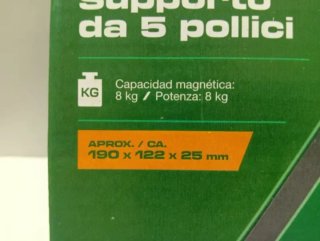 supporto
da 5 pollici
KG
Capacidad magnética:
8 kg / Potenza: 8 kg
APROX. / CA.
190 x 122 x 25 mm